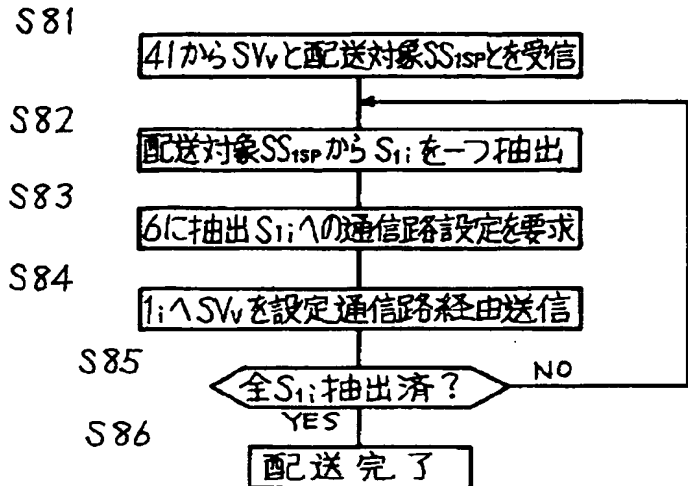 S81
41からSVvと配送対象SS1SPとを受信
S82
配送対象SS1SPからS1iを一つ抽出
S83
6に抽出S1iへの通信路設定を要求
S84
1iへSVvを設定通信路経由送信
S85
全S1i抽出済?
NO
YES
S86
配送完了